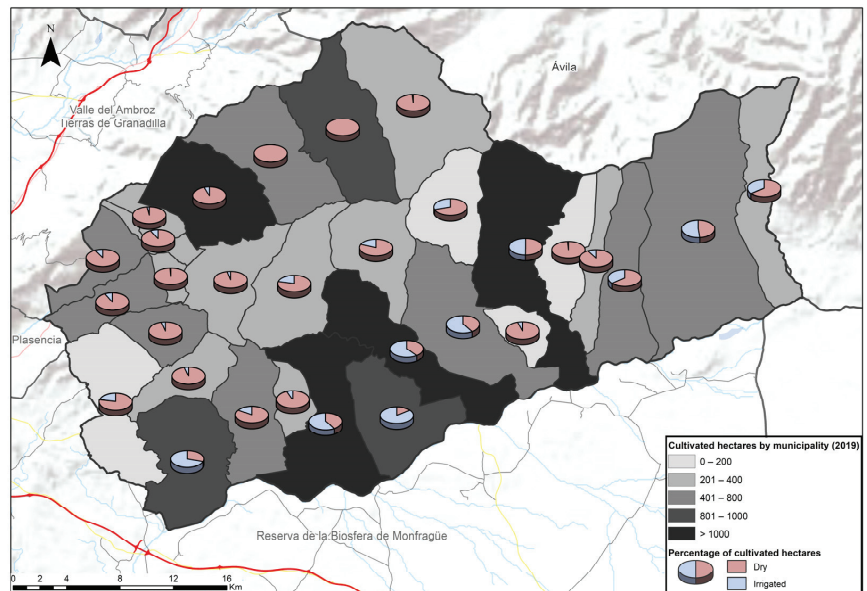 N
Ávila
Valle del Ambroz
Tierras de Granadilla
Plasencia
Reserva de la Biosfera de Monfragüe
Cultivated hectares by municipality (2019)
0 – 200
201 – 400
401 – 800
801 – 1000
> 1000
Percentage of cultivated hectares
Dry
Irrigated
0 2 4 8 12 16
Km